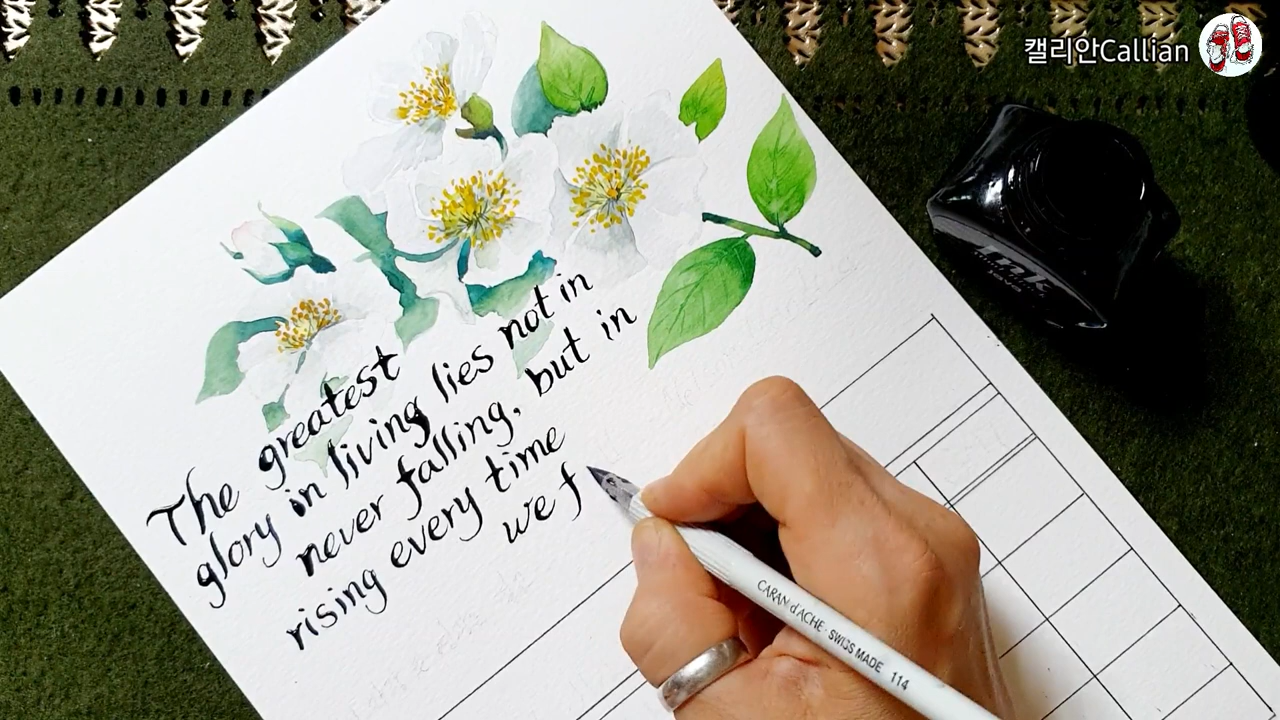 캘리안Callian
The greatest
glory in living lies not in
never falling, but in
rising every time
we f
ink
CARAN d'ACHE · SWISS MADE 114